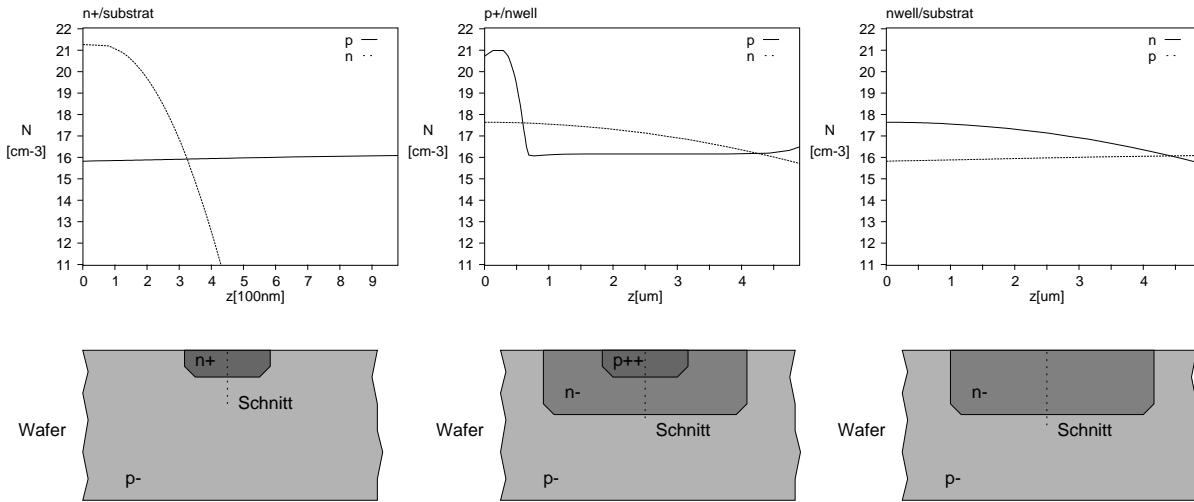 n+/substrat
22
21
20
19
18
17
16
15
14
13
12
11
N
[cm-3]
p
n
0 1 2 3 4 5 6 7 8 9
z[100nm]
p+/nwell
22
21
20
19
18
17
16
15
14
13
12
11
N
[cm-3]
p
n
0 1 2 3 4
z[um]
nwell/substrat
22
21
20
19
18
17
16
15
14
13
12
11
N
[cm-3]
n
p
0 1 2 3 4
z[um]
n+
Schnitt
Wafer
p-
p++
n-
Schnitt
Wafer
p-
n-
Schnitt
Wafer
p-